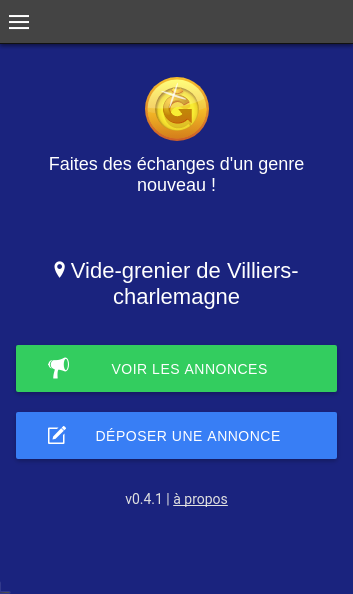 G
Faites des échanges d'un genre
nouveau !
Vide-grenier de Villiers-
charlemagne
VOIR LES ANNONCES
DÉPOSER UNE ANNONCE
v0.4.1 | à propos